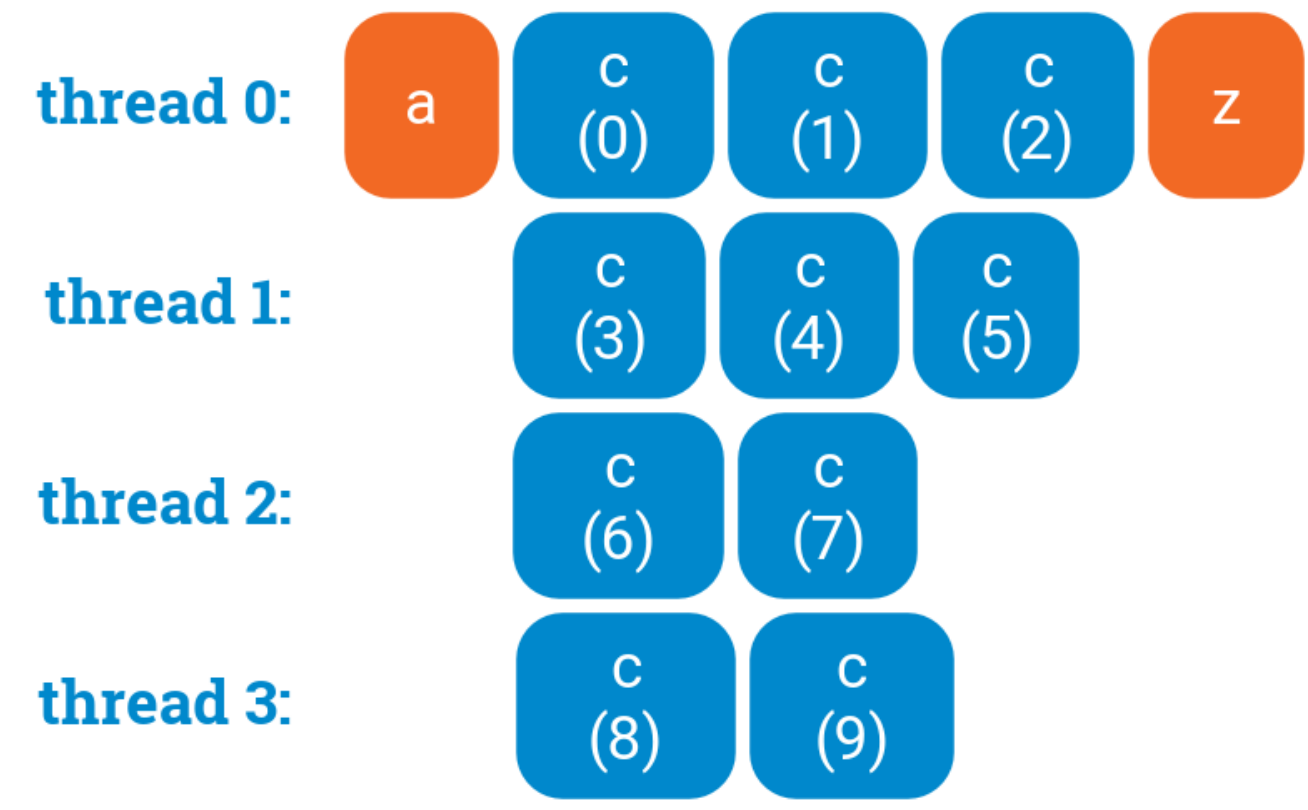 thread 0: a c (0) c (1) c (2) z
thread 1: c (3) c (4) c (5)
thread 2: c (6) c (7)
thread 3: c (8) c (9)